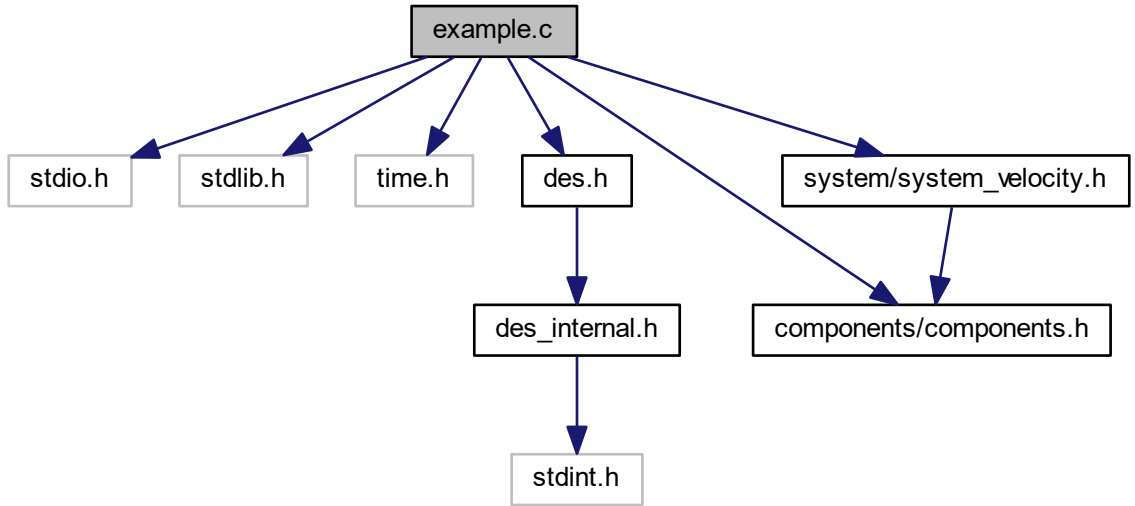 example.c
stdio.h
stdlib.h
time.h
des.h
system/system_velocity.h
des_internal.h
components/components.h
stdint.h